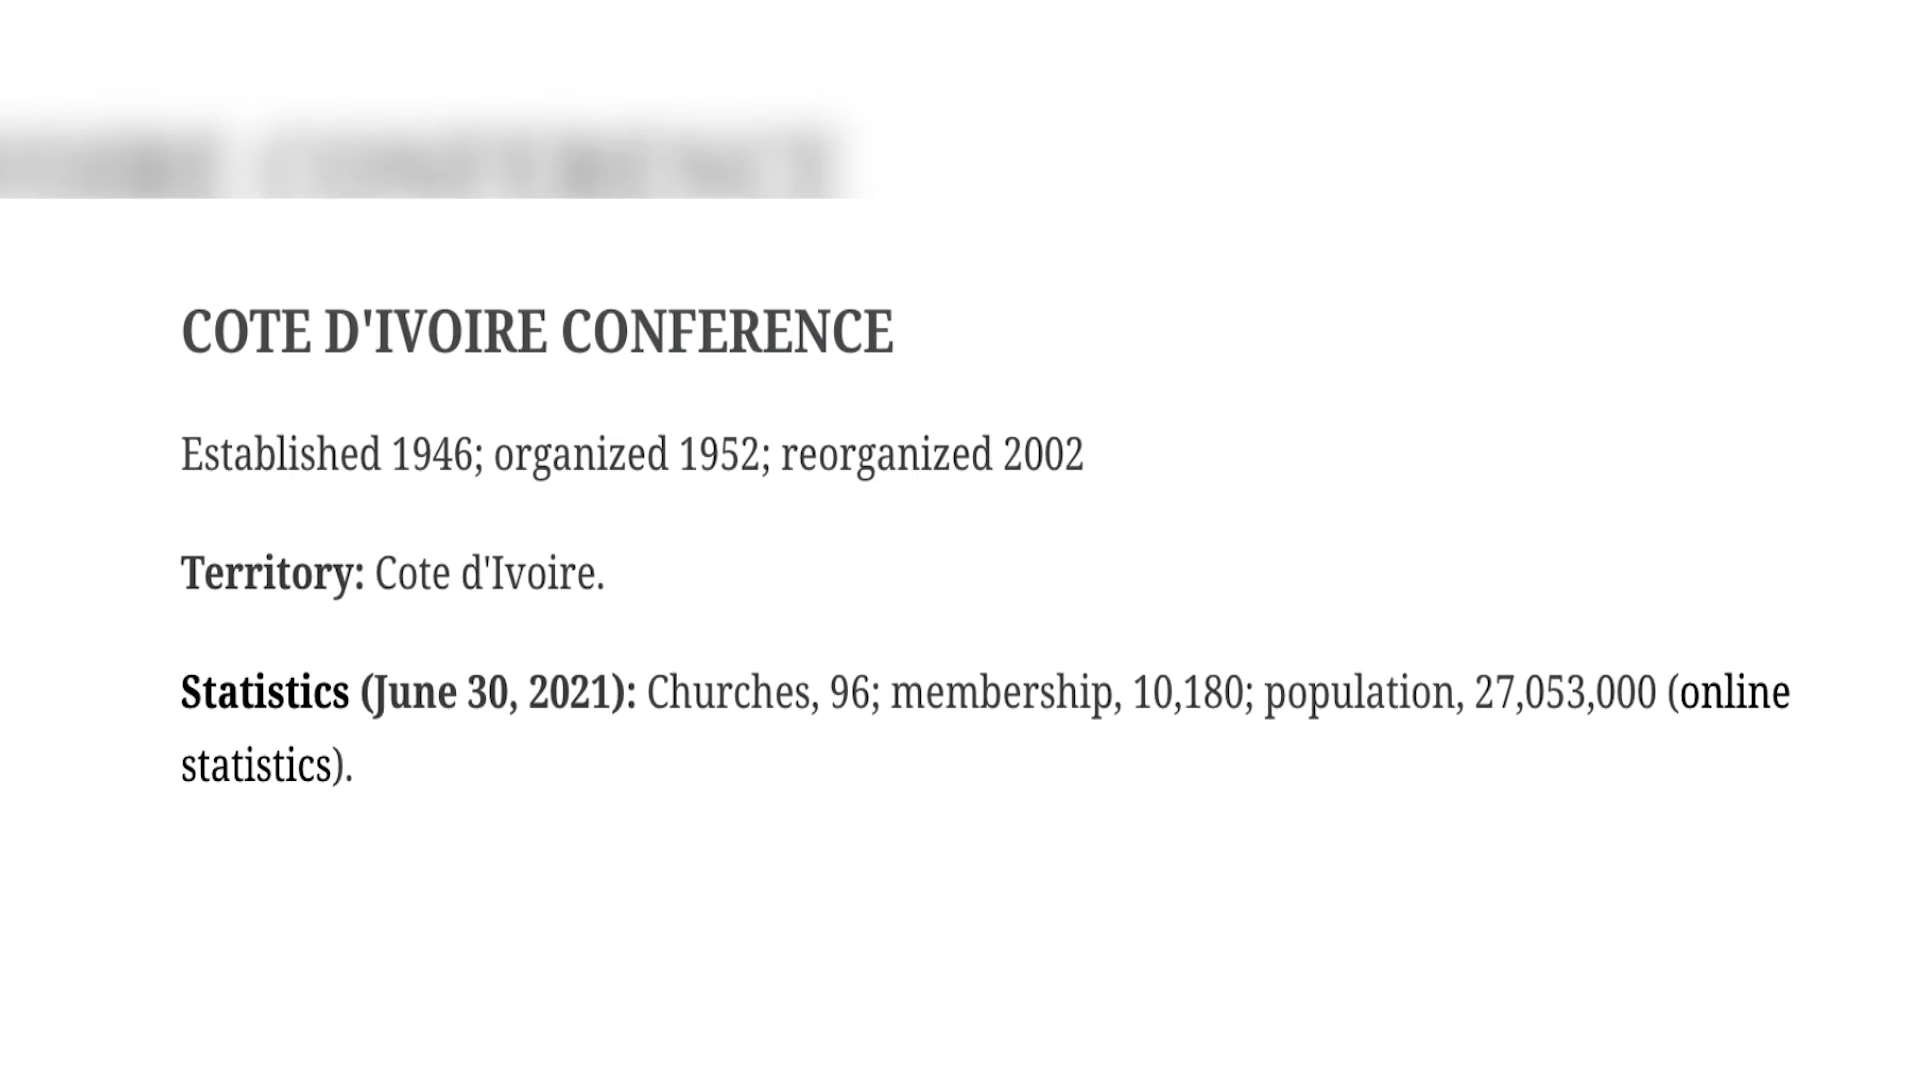 COTE D'IVOIRE CONFERENCE
Established 1946; organized 1952; reorganized 2002
Territory: Cote d'Ivoire.
Statistics (June 30, 2021): Churches, 96; membership, 10,180; population, 27,053,000 (online
statistics).